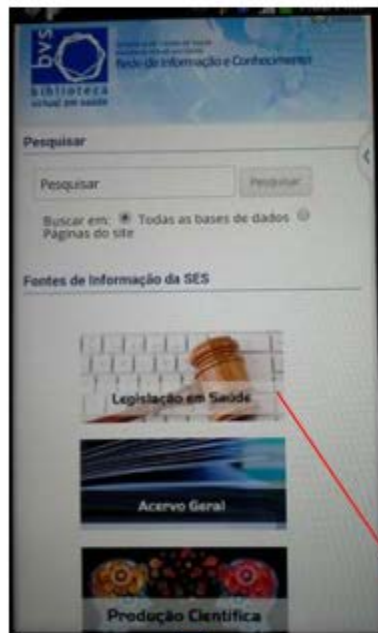 bvs
biblioteca
virtual em saúde
Rede de Informação e Conhecimento
Pesquisar
Pesquisar
Pesquisar
Buscar em: Todas as bases de dados
Páginas do site
Fontes de Informação da SES
Legislação em Saúde
Acervo Geral
Produção Científica